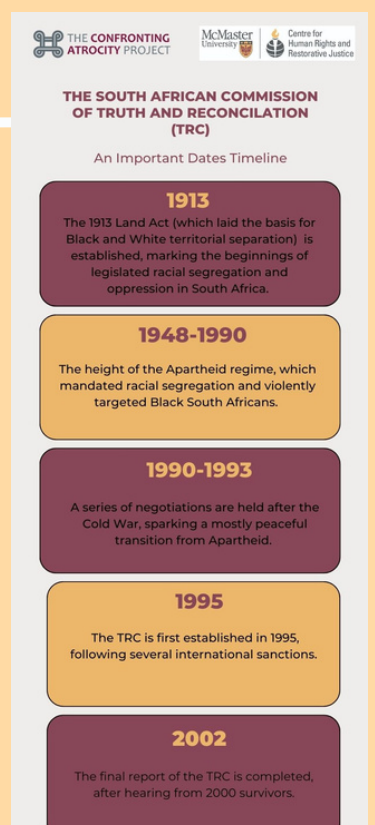 THE CONFRONTING
ATROCITY PROJECT
McMaster
University
Centre for
Human Rights and
Restorative Justice
THE SOUTH AFRICAN COMMISSION
OF TRUTH AND RECONCILATION
(TRC)
An Important Dates Timeline
1913
The 1913 Land Act (which laid the basis for
Black and White territorial separation) is
established, marking the beginnings of
legislated racial segregation and
oppression in South Africa.
1948-1990
The height of the Apartheid regime, which
mandated racial segregation and violently
targeted Black South Africans.
1990-1993
A series of negotiations are held after the
Cold War, sparking a mostly peaceful
transition from Apartheid.
1995
The TRC is first established in 1995,
following several international sanctions.
2002
The final report of the TRC is completed,
after hearing from 2000 survivors.